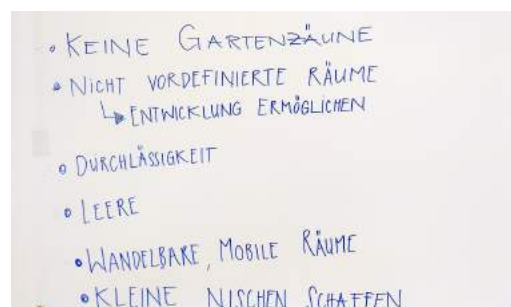 • KEINE GARTENZÄUNE
• NICHT VORDEFINIERTE RÄUME
↳ ENTWICKLUNG ERMÖGLICHEN
• DURCHLÄSSIGKEIT
• LEERE
• WANDELBARE, MOBILE RÄUME
• KLEINE NISCHEN SCHAFFEN